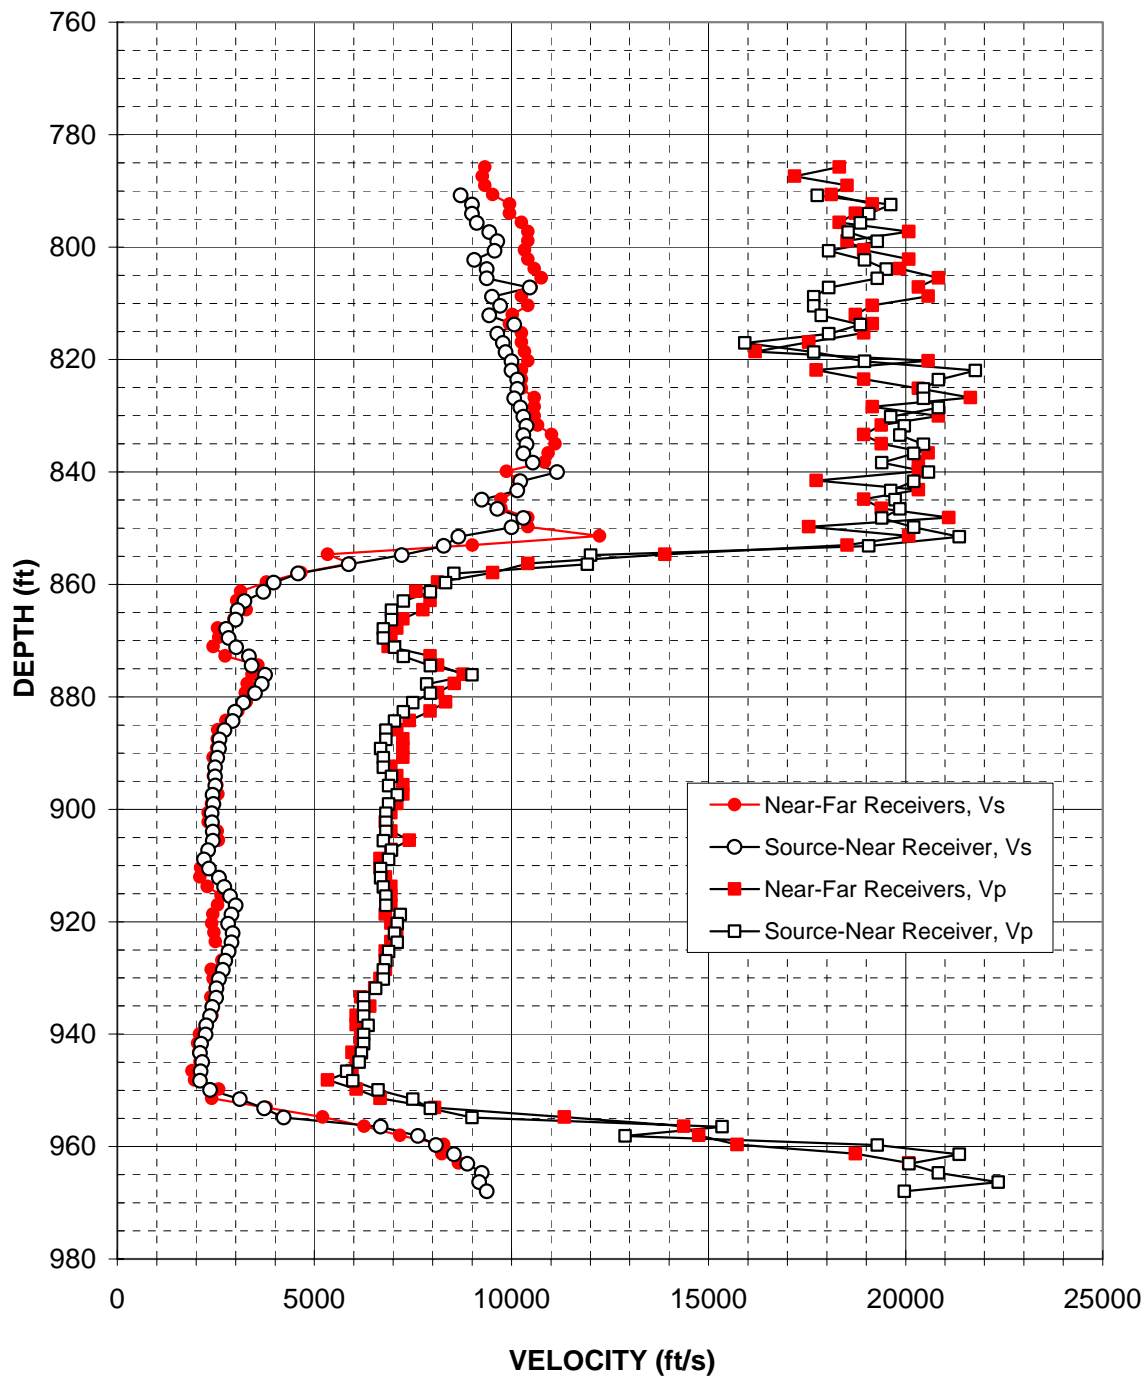 760
780
800
820
840
860
880
900
920
940
960
980
DEPTH (ft)
Near-Far Receivers, Vs
Source-Near Receiver, Vs
Near-Far Receivers, Vp
Source-Near Receiver, Vp
0 5000 10000 15000 20000 25000
VELOCITY (ft/s)